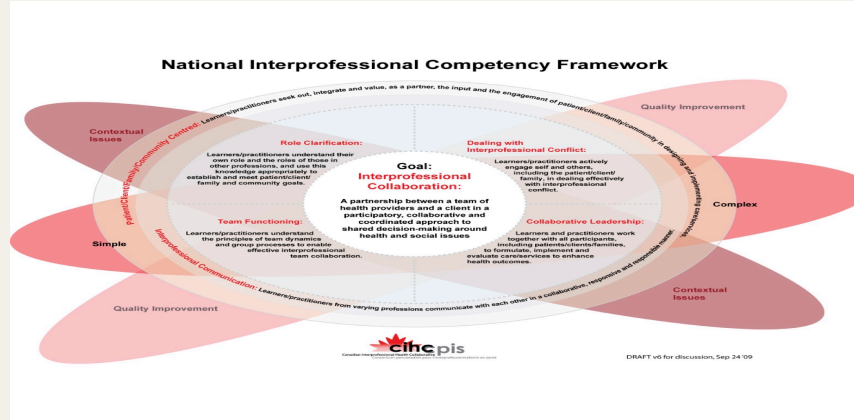 National Interprofessional Competency Framework
Patient/Client/Family/Community Centred: Learners/practitioners seek out, integrate and value, as a partner, the input and the engagement of patient/client/family/community in designing and implementing care/services.
Quality Improvement
Contextual
Issues
Role Clarification:
Learners/practitioners understand their
own role and the roles of those in
other professions, and use this
knowledge appropriately to
establish and meet patient/client/
family and community goals.
Dealing with
Interprofessional Conflict:
Learners/practitioners actively
engage self and others,
including the patient/client/
family, in dealing effectively
with interprofessional
conflict.
Goal:
Interprofessional
Collaboration:
A partnership between a team of
health providers and a client in a
participatory, collaborative and
coordinated approach to
shared decision-making around
health and social issues
Simple
Complex
Team Functioning:
Learners/practitioners understand
the principles of team dynamics
and group processes to enable
effective interprofessional
team collaboration.
Collaborative Leadership:
Learners and practitioners work
together with all participants,
including patients/clients/families,
to formulate, implement and
evaluate care/services to enhance
health outcomes.
Interprofessional Communication: Learners/practitioners from varying professions communicate with each other in a collaborative, responsive and responsible manner.
Quality Improvement
Contextual
Issues
cihc cpis
Canadian Interprofessional Health Collaborative
DRAFT v6 for discussion, Sep 24 '09